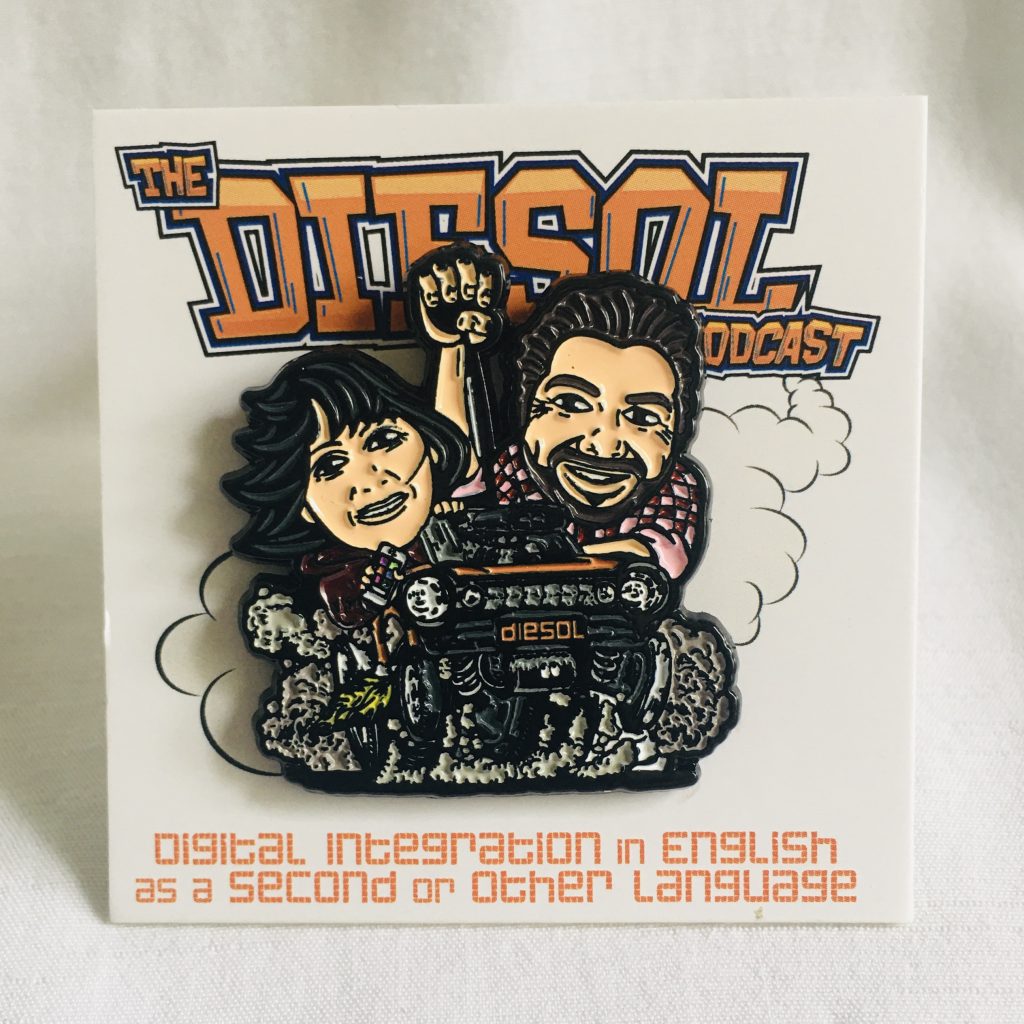 THE
DIESOL
PODCAST
diesol
Digital Integration in English
as a Second or Other Language